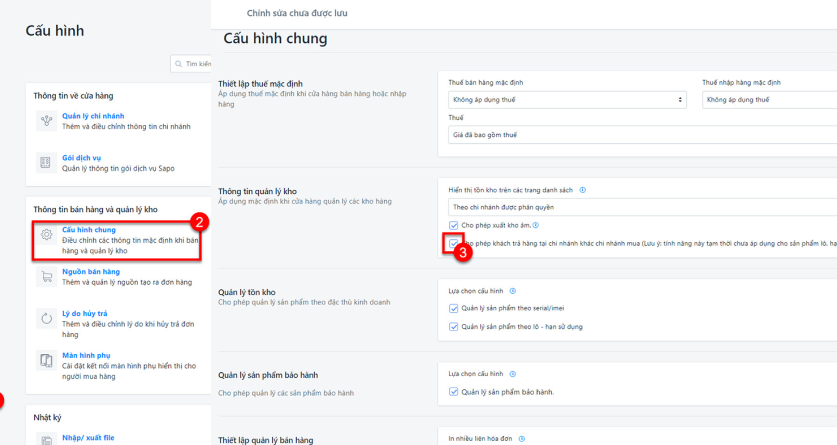 Chỉnh sửa chưa được lưu
Cấu hình
Cấu hình chung
Tìm kiếm
Thông tin về cửa hàng
Quản lý chi nhánh
Thêm và điều chỉnh thông tin chi nhánh
Gói dịch vụ
Quản lý thông tin gói dịch vụ Sapo
Thông tin bán hàng và quản lý kho
2
Cấu hình chung
Điều chỉnh các thông tin mặc định khi bán
hàng và quản lý kho
Nguồn bán hàng
Thêm và quản lý nguồn tạo ra đơn hàng
Lý do hủy trả
Thêm và điều chỉnh lý do khi hủy trả đơn
hàng
Màn hình phụ
Cài đặt kết nối màn hình phụ hiển thị cho
người mua hàng
Nhật ký
Nhập/ xuất file
Thiết lập thuế mặc định
Áp dụng thuế mặc định khi cửa hàng bán hàng hoặc nhập
hàng
Thuế bán hàng mặc định
Không áp dụng thuế
Thuế nhập hàng mặc định
Không áp dụng thuế
Thuế
Giá đã bao gồm thuế
Thông tin quản lý kho
Áp dụng mặc định khi cửa hàng quản lý các kho hàng
Hiển thị tồn kho trên các trang danh sách
Theo chi nhánh được phân quyền
Cho phép xuất kho âm.
3
phép khách trả hàng tại chi nhánh khác chi nhánh mua (Lưu ý: tính năng này tạm thời chưa áp dụng cho sản phẩm lô, hạ
Quản lý tồn kho
Cho phép quản lý sản phẩm theo đặc thù kinh doanh
Lựa chọn cấu hình
Quản lý sản phẩm theo serial/imei
Quản lý sản phẩm theo lô - hạn sử dụng
Quản lý sản phẩm bảo hành
Cho phép quản lý các sản phẩm bảo hành
Lựa chọn cấu hình
Quản lý sản phẩm bảo hành.
Thiết lập quản lý bán hàng
In nhiều liên hóa đơn